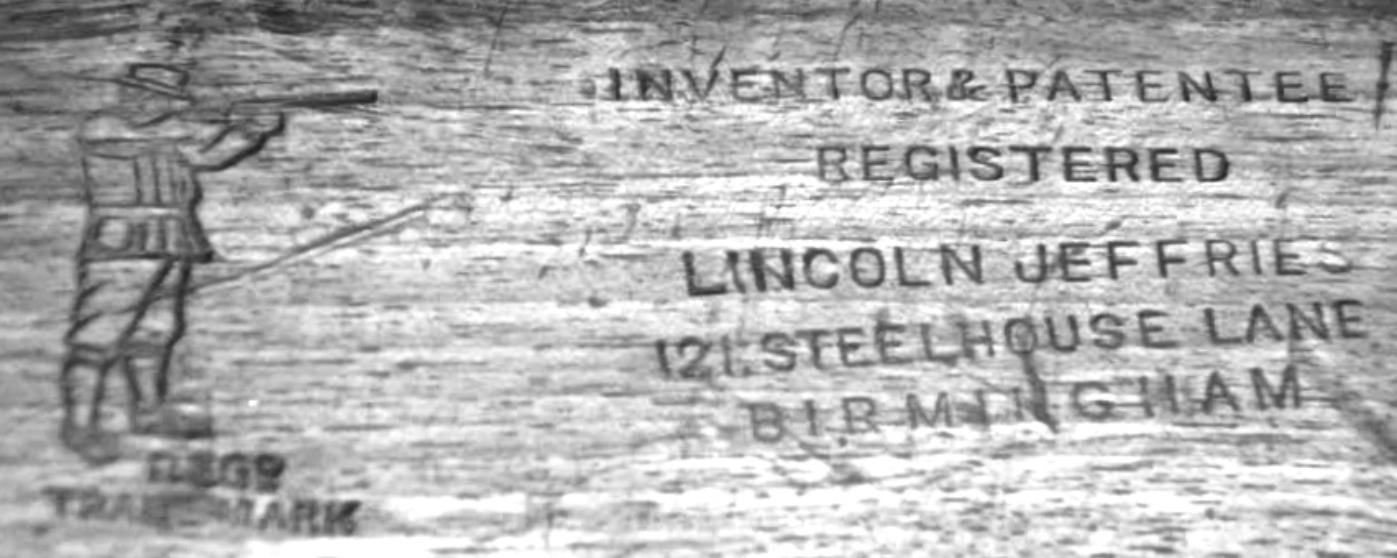 INVENTOR & PATENTEE
REGISTERED
LINCOLN JEFFRIES
121. STEELHOUSE LANE
BIRMINGHAM
REGD
TRADE MARK